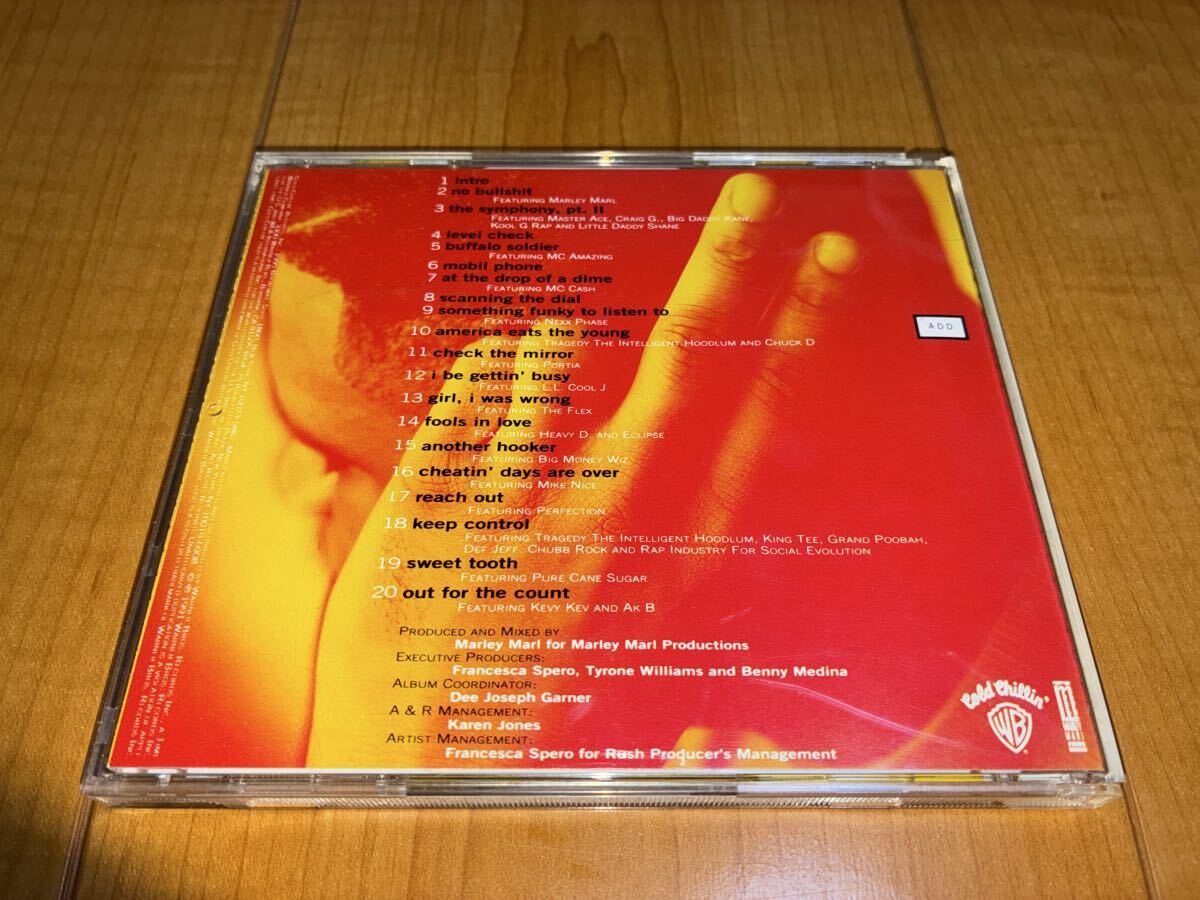 1 intro
2 no bullshit
FEATURING MARLEY MARL
3 the symphony, pt. II
FEATURING MASTER ACE, CRAIG G., BIG DADDY KANE,
KOOL G RAP AND LITTLE DADDY SHANE
4 level check
5 buffalo soldier
FEATURING MC AMAZING
6 mobil phone
7 at the drop of a dime
FEATURING MC CASH
8 scanning the dial
9 something funky to listen to
FEATURING NEXX PHASE
10 america eats the young
FEATURING TRAGEDY THE INTELLIGENT HOODLUM AND CHUCK D
11 check the mirror
FEATURING PORTIA
12 i be gettin' busy
FEATURING L.L. COOL J
13 girl, i was wrong
FEATURING THE FLEX
14 fools in love
FEATURING HEAVY D. AND ECLIPSE
15 another hooker
FEATURING BIG MONEY WIZ
16 cheatin' days are over
FEATURING MIKE NICE
17 reach out
FEATURING PERFECTION
18 keep control
FEATURING TRAGEDY THE INTELLIGENT HOODLUM, KING TEE, GRAND POOBAH,
DEF JEFF, CHUBB ROCK AND RAP INDUSTRY FOR SOCIAL EVOLUTION
19 sweet tooth
FEATURING PURE CANE SUGAR
20 out for the count
FEATURING KEVY KEV AND AK B
PRODUCED AND MIXED BY
Marley Marl for Marley Marl Productions
EXECUTIVE PRODUCERS:
Francesca Spero, Tyrone Williams and Benny Medina
ALBUM COORDINATOR:
Dee Joseph Garner
A & R MANAGEMENT:
Karen Jones
ARTIST MANAGEMENT:
Francesca Spero for Rush Producer's Management
ADD
Cold Chillin'
WB